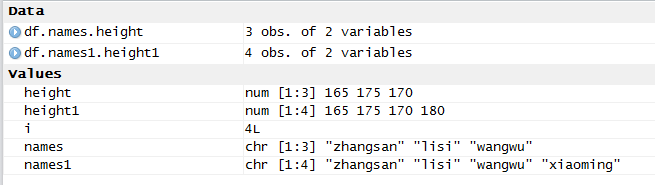 Data
df.names.height 3 obs. of 2 variables
df.names1.height1 4 obs. of 2 variables
Values
height num [1:3] 165 175 170
height1 num [1:4] 165 175 170 180
i 4L
names chr [1:3] "zhangsan" "lisi" "wangwu"
names1 chr [1:4] "zhangsan" "lisi" "wangwu" "xiaoming"